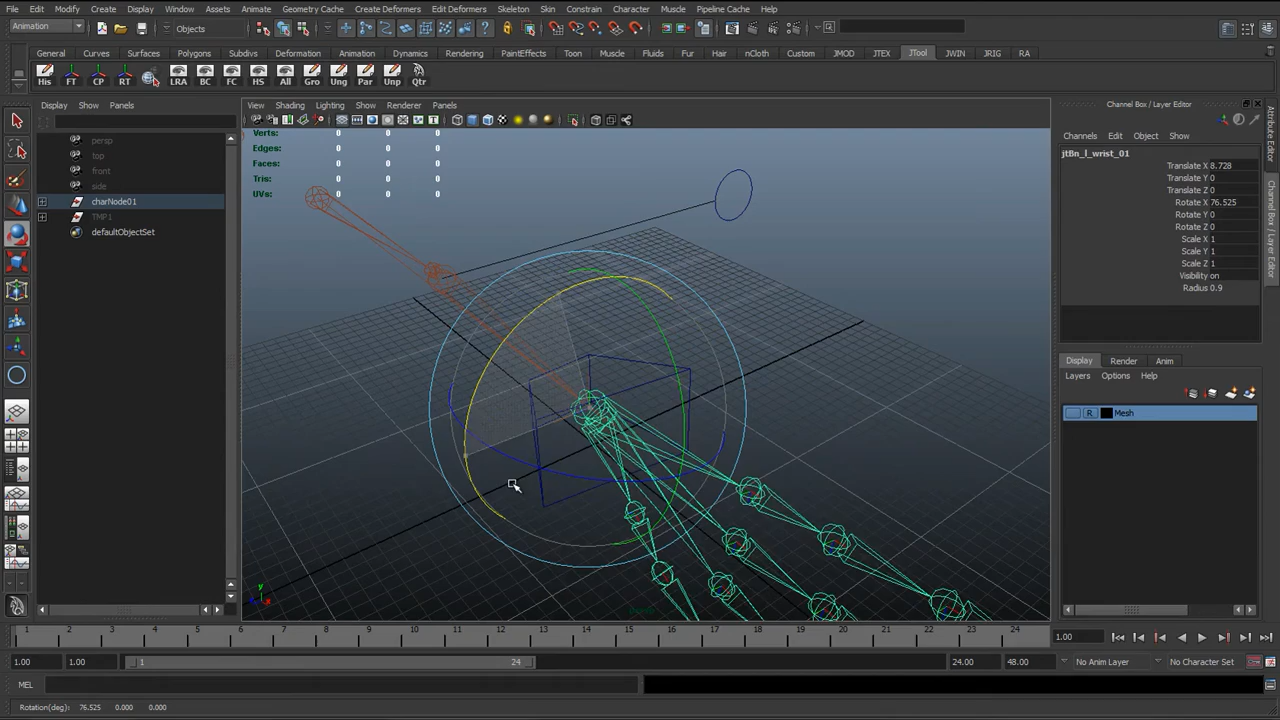 File Edit Modify Create Display Window Assets Animate Geometry Cache Create Deformers Edit Deformers Skeleton Skin Constrain Character Muscle Pipeline Cache Help
Animation Objects
General Curves Surfaces Polygons Subdivs Deformation Animation Dynamics Rendering PaintEffects Toon Muscle Fluids Fur Hair nCloth Custom JMOD JTEX JTool JWIN JRIG RA
His FT CP RT LRA BC FC HS All Gro Ung Par Unp Qtr
Display Show Panels
View Shading Lighting Show Renderer Panels
Channel Box / Layer Editor
Channels Edit Object Show
persp
top
front
side
charNode01
TMP1
defaultObjectSet
Verts: 0 0 0
Edges: 0 0 0
Faces: 0 0 0
Tris: 0 0 0
UVs: 0 0 0
jtBn_l_wrist_01
Translate X 8.728
Translate Y 0
Translate Z 0
Rotate X 76.525
Rotate Y 0
Rotate Z 0
Scale X 1
Scale Y 1
Scale Z 1
Visibility on
Radius 0.9
Attribute Editor
Channel Box / Layer Editor
Display Render Anim
Layers Options Help
R Mesh
y
persp
1 2 3 4 5 6 7 8 9 10 11 12 13 14 15 16 17 18 19 20 21 22 23 24 1.00
1.00 1.00 1 24 24.00 48.00 No Anim Layer No Character Set
MEL
Rotation(deg): 76.525 0.000 0.000